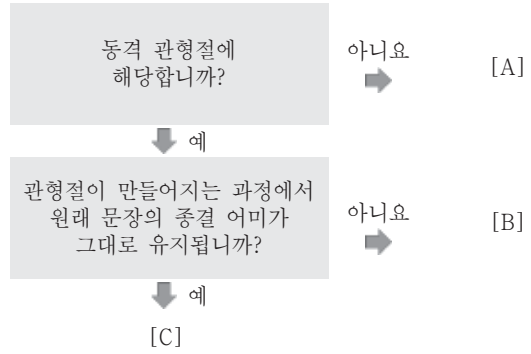 동격 관형절에
해당합니까?
아니요
[A]
예
관형절이 만들어지는 과정에서
원래 문장의 종결 어미가
그대로 유지됩니까?
아니요
[B]
예
[C]